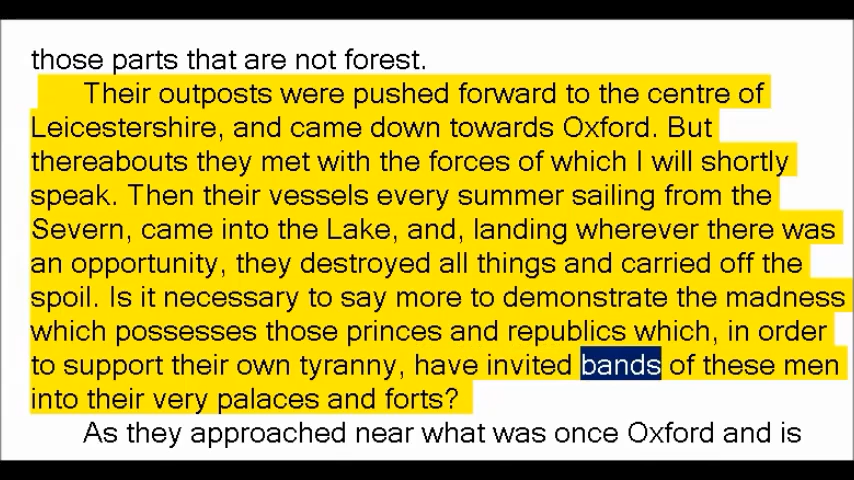 those parts that are not forest.
Their outposts were pushed forward to the centre of
Leicestershire, and came down towards Oxford. But
thereabouts they met with the forces of which I will shortly
speak. Then their vessels every summer sailing from the
Severn, came into the Lake, and, landing wherever there was
an opportunity, they destroyed all things and carried off the
spoil. Is it necessary to say more to demonstrate the madness
which possesses those princes and republics which, in order
to support their own tyranny, have invited bands of these men
into their very palaces and forts?
As they approached near what was once Oxford and is